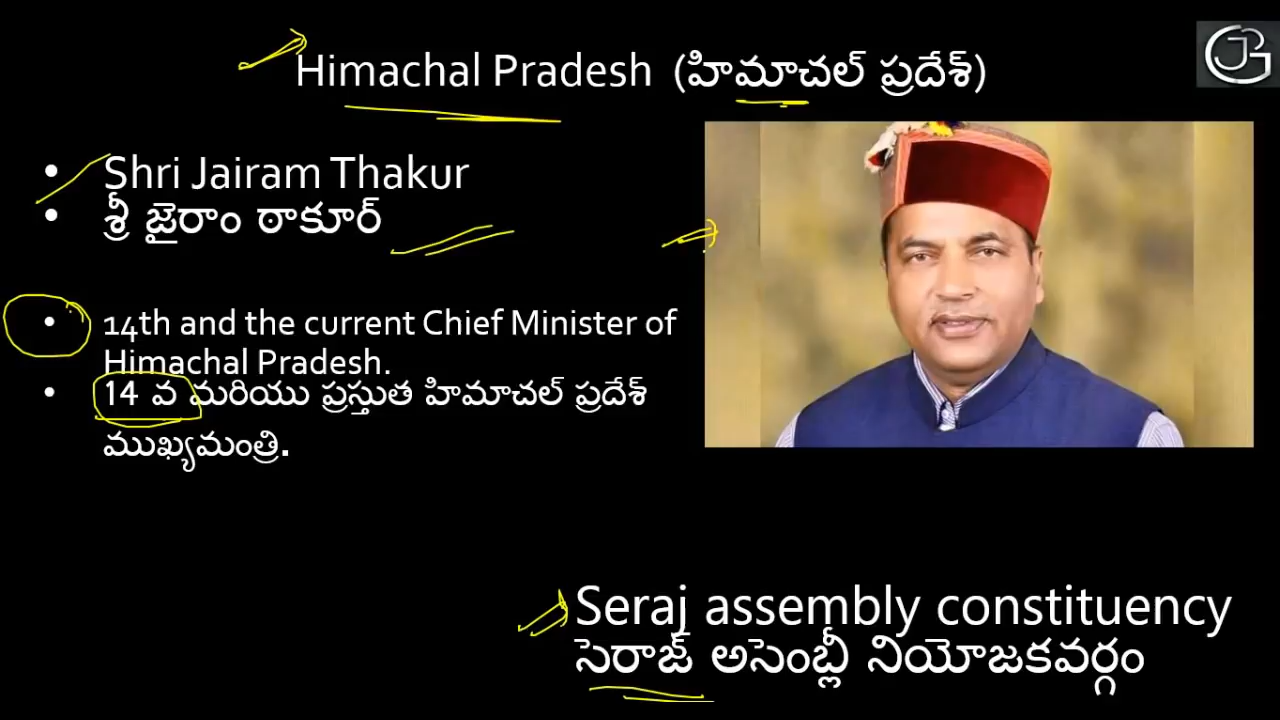 Himachal Pradesh (హిమాచల్ ప్రదేశ్)
• Shri Jairam Thakur
• శ్రీ జైరాం ఠాకూర్
• 14th and the current Chief Minister of
Himachal Pradesh.
• 14 వ మరియు ప్రస్తుత హిమాచల్ ప్రదేశ్
ముఖ్యమంత్రి.
Seraj assembly constituency
సెరాజ్ అసెంబ్లీ నియోజకవర్గం